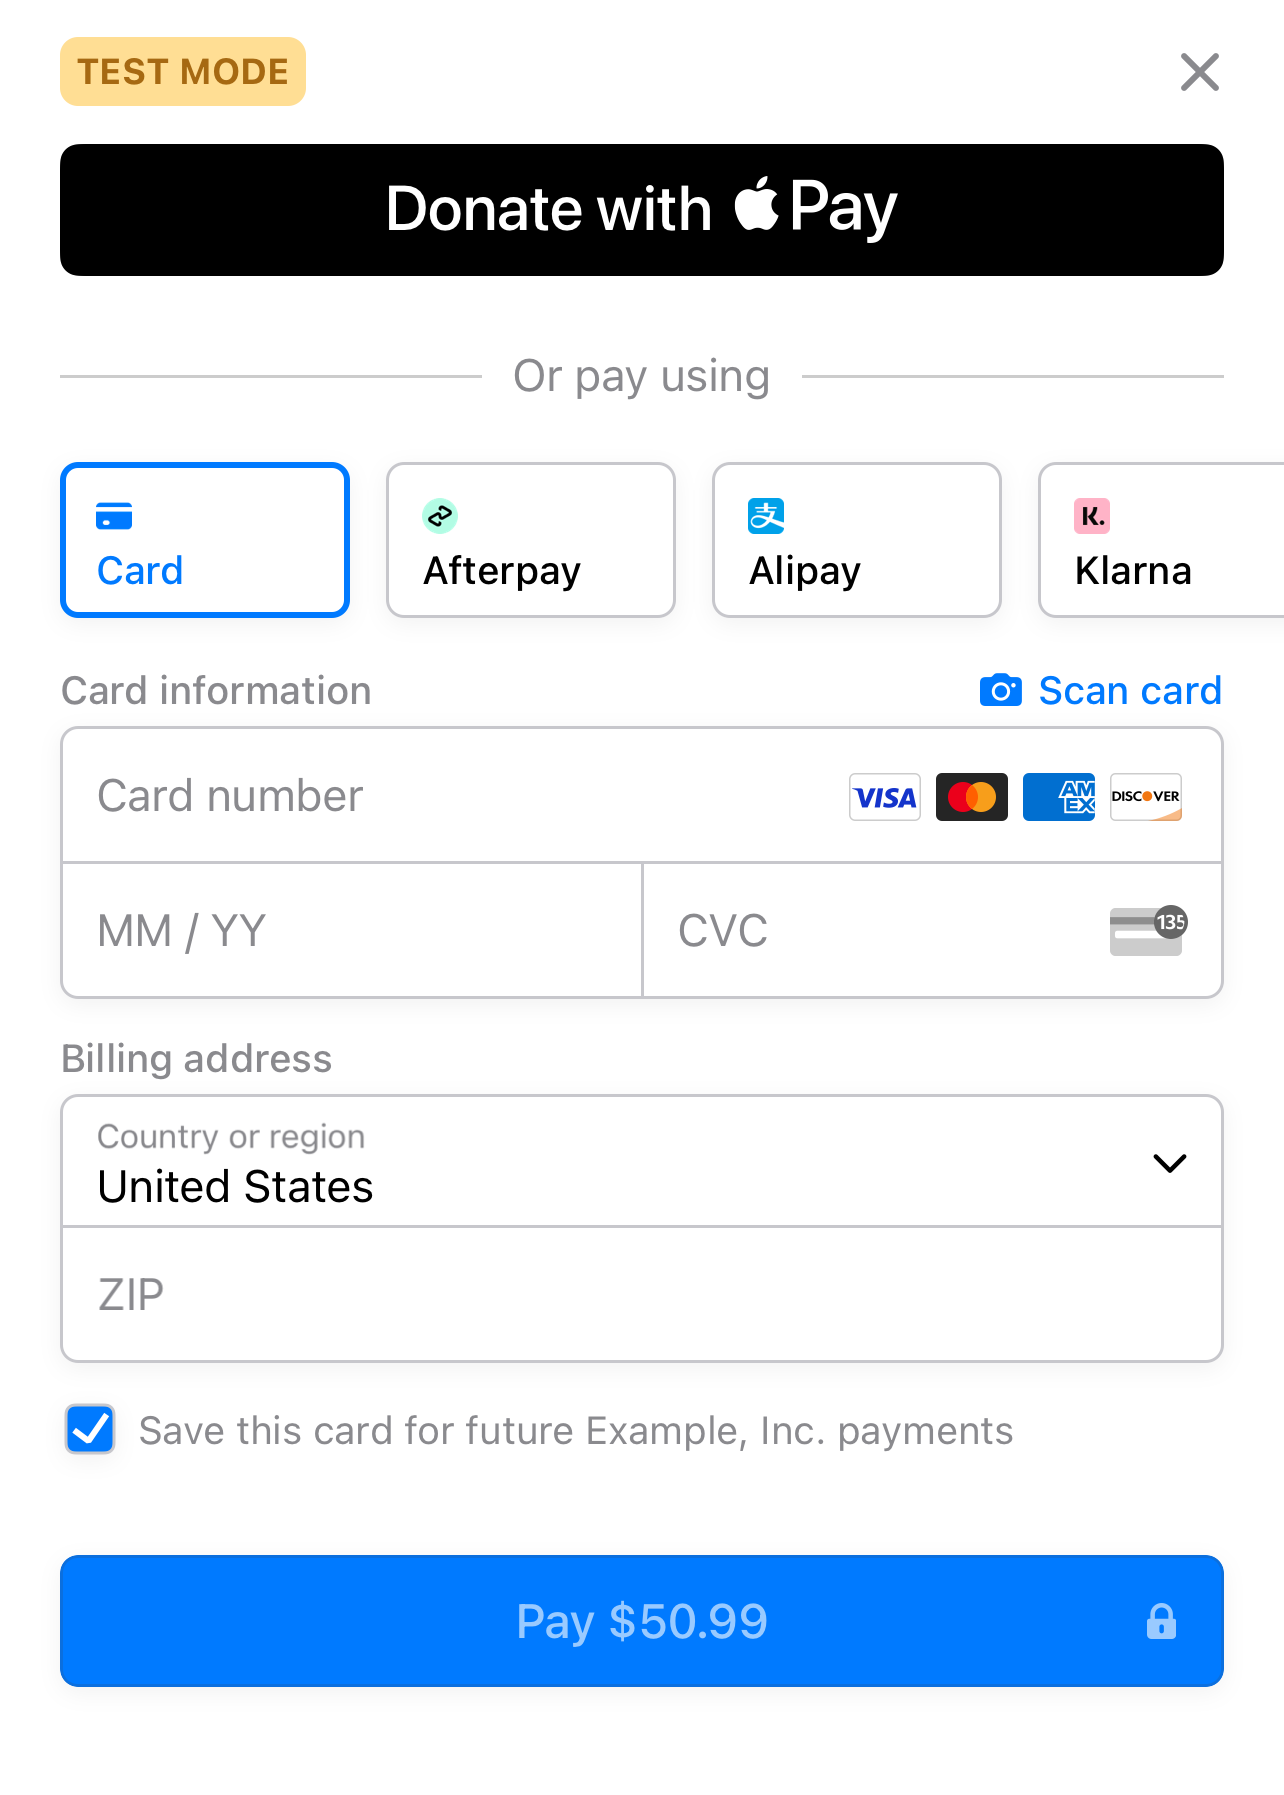 TEST MODE
Donate with Pay
Or pay using
Card
Afterpay
支
Alipay
K.
Klarna
Card information
Scan card
Card number
VISA
AM
EX
DISCOVER
MM / YY
CVC
135
Billing address
Country or region
United States
ZIP
Save this card for future Example, Inc. payments
Pay $50.99